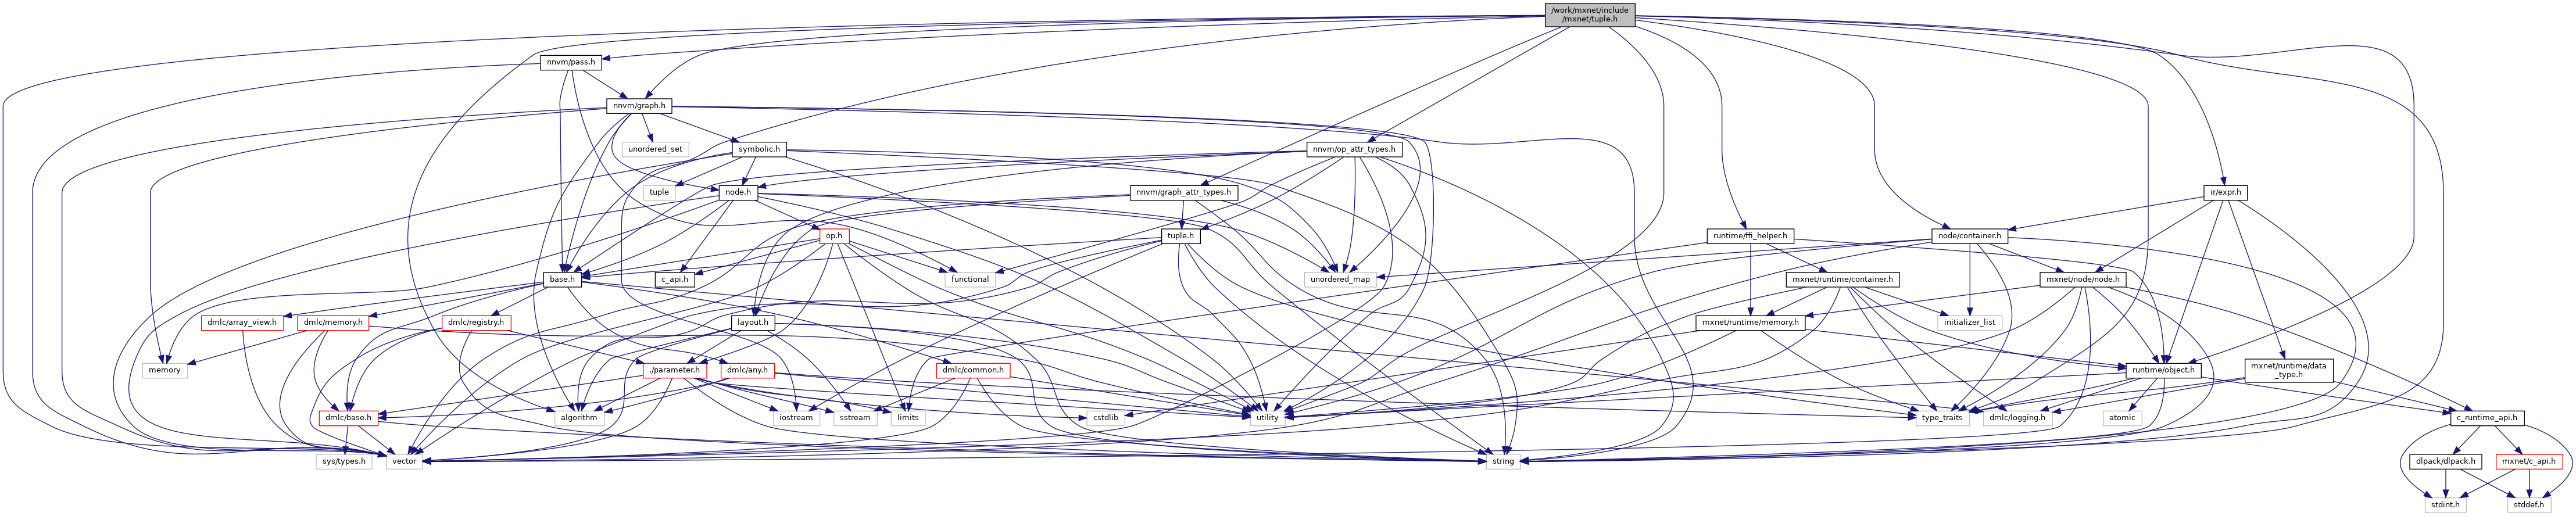 /work/mxnet/include
/mxnet/tuple.h
nnvm/pass.h
nnvm/graph.h
unordered_set
symbolic.h
nnvm/op_attr_types.h
tuple
node.h
nnvm/graph_attr_types.h
ir/expr.h
op.h
tuple.h
runtime/ffi_helper.h
node/container.h
base.h
c_api.h
functional
unordered_map
mxnet/runtime/container.h
mxnet/node/node.h
dmlc/array_view.h
dmlc/memory.h
dmlc/registry.h
layout.h
mxnet/runtime/memory.h
initializer_list
memory
./parameter.h
dmlc/any.h
dmlc/common.h
runtime/object.h
mxnet/runtime/data
_type.h
dmlc/base.h
algorithm
iostream
sstream
limits
cstdlib
utility
type_traits
dmlc/logging.h
atomic
c_runtime_api.h
sys/types.h
vector
string
dlpack/dlpack.h
mxnet/c_api.h
stdint.h
stddef.h